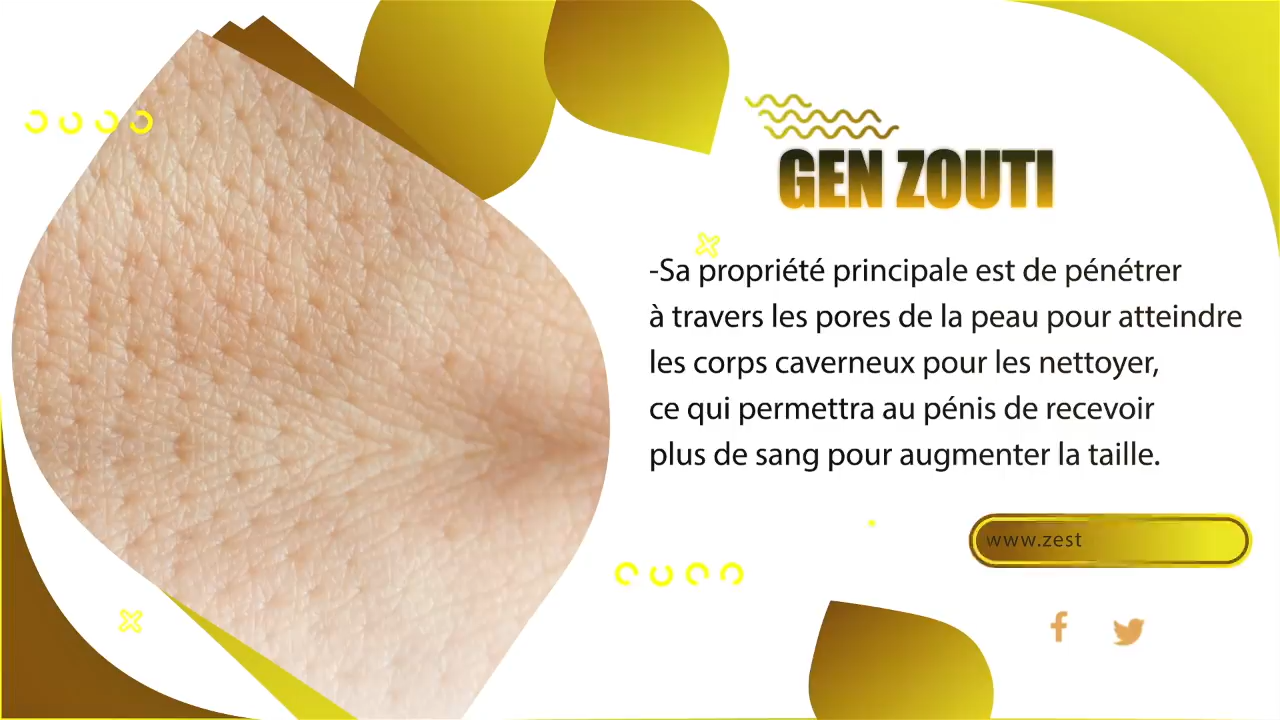 GEN ZOUTI
-Sa propriété principale est de pénétrer
à travers les pores de la peau pour atteindre
les corps caverneux pour les nettoyer,
ce qui permettra au pénis de recevoir
plus de sang pour augmenter la taille.
www.zest